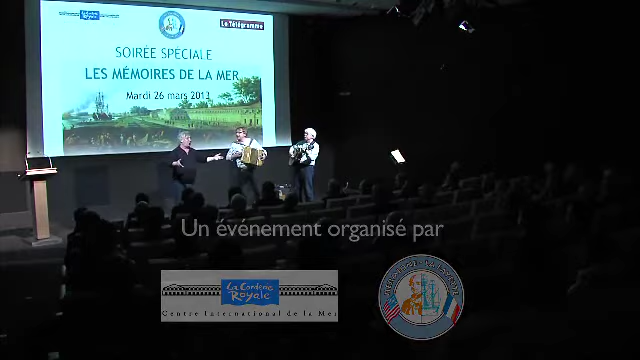 Le Télégramme
SOIRÉE SPÉCIALE
LES MÉMOIRES DE LA MER
Mardi 26 mars 2013
Un événement organisé par
La Corderie
Royale
Centre International de la Mer